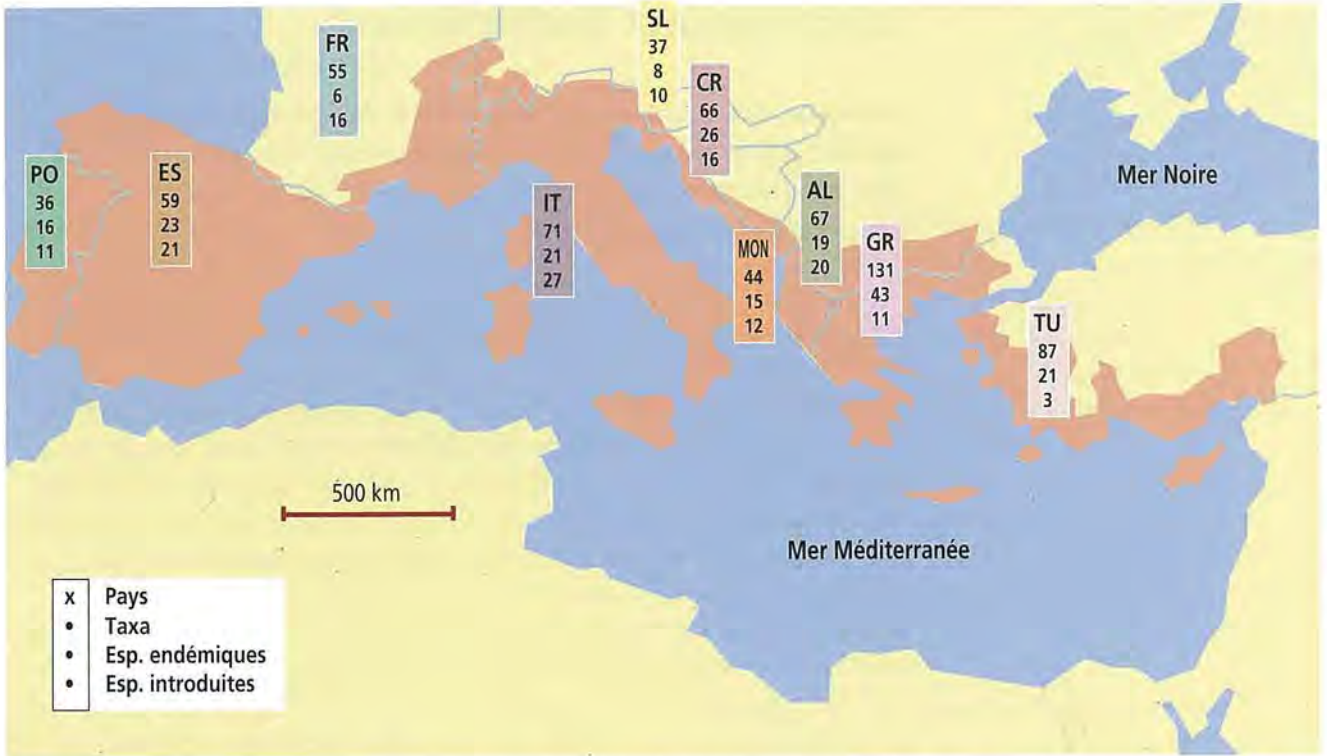 SL
37
8
10
FR
55
6
16
CR
66
26
16
PO
36
16
11
ES
59
23
21
IT
71
21
27
AL
67
19
20
MON
44
15
12
GR
131
43
11
TU
87
21
3
Mer Noire
500 km
Mer Méditerranée
x Pays
• Taxa
• Esp. endémiques
• Esp. introduites